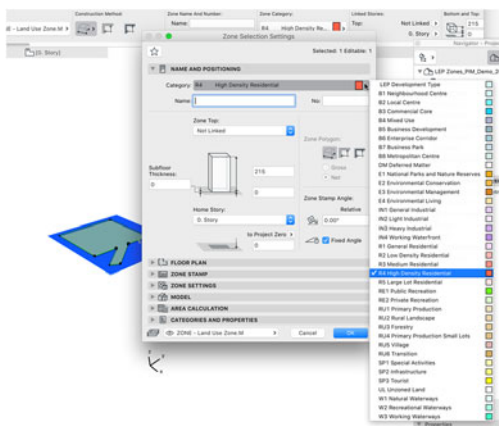 Construction Method:
Zone Name And Number:
Zone Category:
Linked Stories:
Bottom and Top:
- Land Use Zone.M
Name:
High Density Re...
Top:
Not Linked
0. Story
215
0
(0. Story)
Zone Selection Settings
Selected: 1 Editable: 1
Navigator - Project
LEP Zones_PIM_Demo_2
NAME AND POSITIONING
Category:
R4 High Density Residential
Name:
No:
Zone Top:
Not Linked
Zone Polygon:
Gross
Net
Subfloor
Thickness:
0
215
0
Zone Stamp Angle:
Relative
0.00°
Home Story:
0. Story
to Project Zero
0
Fixed Angle
FLOOR PLAN
ZONE STAMP
ZONE SETTINGS
MODEL
AREA CALCULATION
CATEGORIES AND PROPERTIES
ZONE - Land Use Zone.M
Cancel
OK
LEP Development Type
B1 Neighbourhood Centre
B2 Local Centre
B3 Commercial Core
B4 Mixed Use
B5 Business Development
B6 Enterprise Corridor
B7 Business Park
B8 Metropolitan Centre
DM Deferred Matter
E1 National Parks and Nature Reserves
E2 Environmental Conservation
E3 Environmental Management
E4 Environmental Living
IN1 General Industrial
IN2 Light Industrial
IN3 Heavy Industrial
IN4 Working Waterfront
R1 General Residential
R2 Low Density Residential
R3 Medium Residential
R4 High Density Residential
R5 Large Lot Residential
RE1 Public Recreation
RE2 Private Recreation
RU1 Primary Production
RU2 Rural Landscape
RU3 Forestry
RU4 Primary Production Small Lots
RU5 Village
RU6 Transition
SP1 Special Activities
SP2 Infrastructure
SP3 Tourist
UL Unzoned Land
W1 Natural Waterways
W2 Recreational Waterways
W3 Working Waterways
Properties